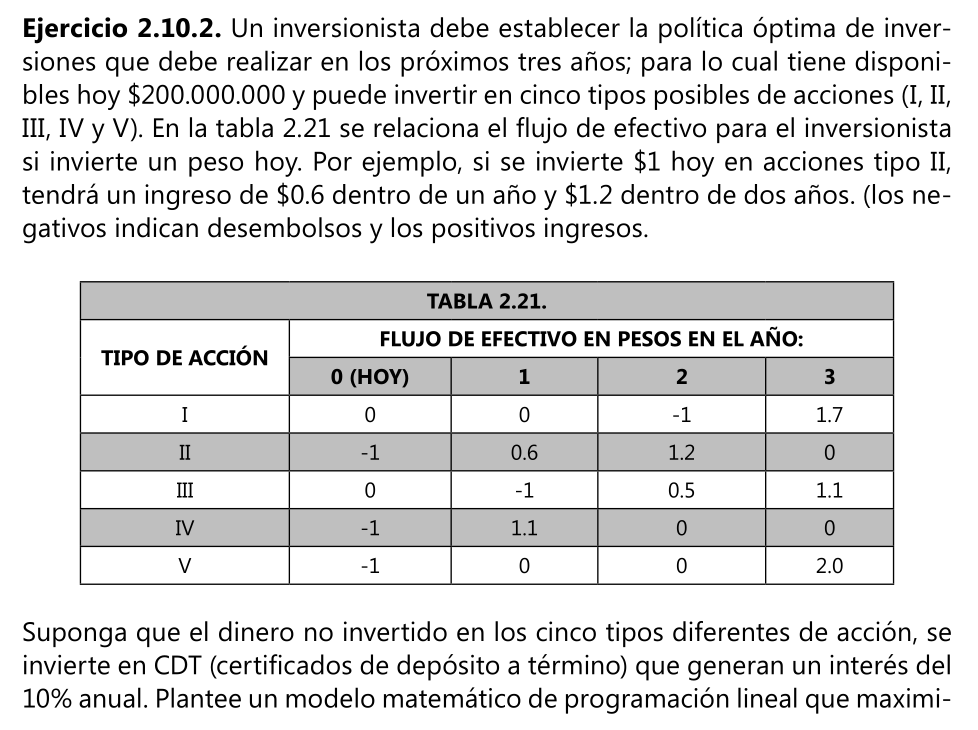 Ejercicio 2.10.2. Un inversionista debe establecer la política óptima de inver-
siones que debe realizar en los próximos tres años; para lo cual tiene disponi-
bles hoy $200.000.000 y puede invertir en cinco tipos posibles de acciones (I, II,
III, IV y V). En la tabla 2.21 se relaciona el flujo de efectivo para el inversionista
si invierte un peso hoy. Por ejemplo, si se invierte $1 hoy en acciones tipo II,
tendrá un ingreso de $0.6 dentro de un año y $1.2 dentro de dos años. (los ne-
gativos indican desembolsos y los positivos ingresos.
TABLA 2.21.
TIPO DE ACCIÓN FLUJO DE EFECTIVO EN PESOS EN EL AÑO:
0 (HOY) 1 2 3
I 0 0 -1 1.7
II -1 0.6 1.2 0
III 0 -1 0.5 1.1
IV -1 1.1 0 0
V -1 0 0 2.0
Suponga que el dinero no invertido en los cinco tipos diferentes de acción, se
invierte en CDT (certificados de depósito a término) que generan un interés del
10% anual. Plantee un modelo matemático de programación lineal que maximi-